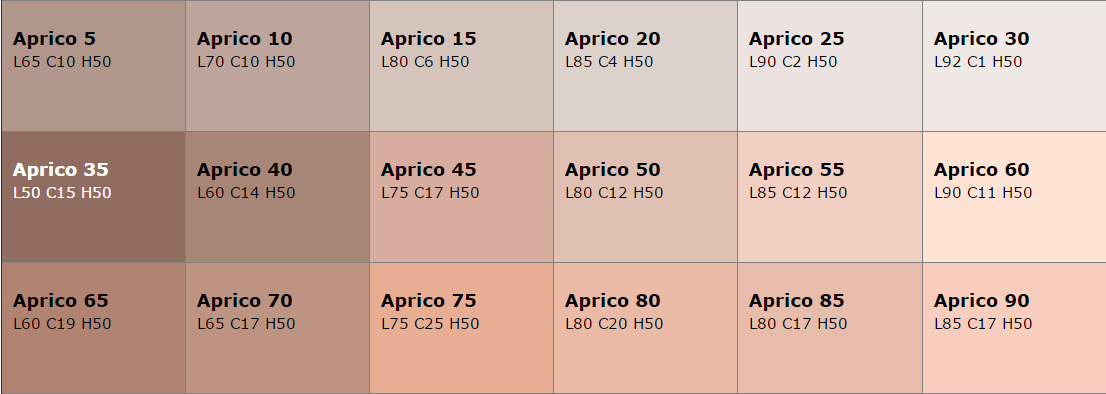 Aprico 5
L65 C10 H50
Aprico 10
L70 C10 H50
Aprico 15
L80 C6 H50
Aprico 20
L85 C4 H50
Aprico 25
L90 C2 H50
Aprico 30
L92 C1 H50
Aprico 35
L50 C15 H50
Aprico 40
L60 C14 H50
Aprico 45
L75 C17 H50
Aprico 50
L80 C12 H50
Aprico 55
L85 C12 H50
Aprico 60
L90 C11 H50
Aprico 65
L60 C19 H50
Aprico 70
L65 C17 H50
Aprico 75
L75 C25 H50
Aprico 80
L80 C20 H50
Aprico 85
L80 C17 H50
Aprico 90
L85 C17 H50